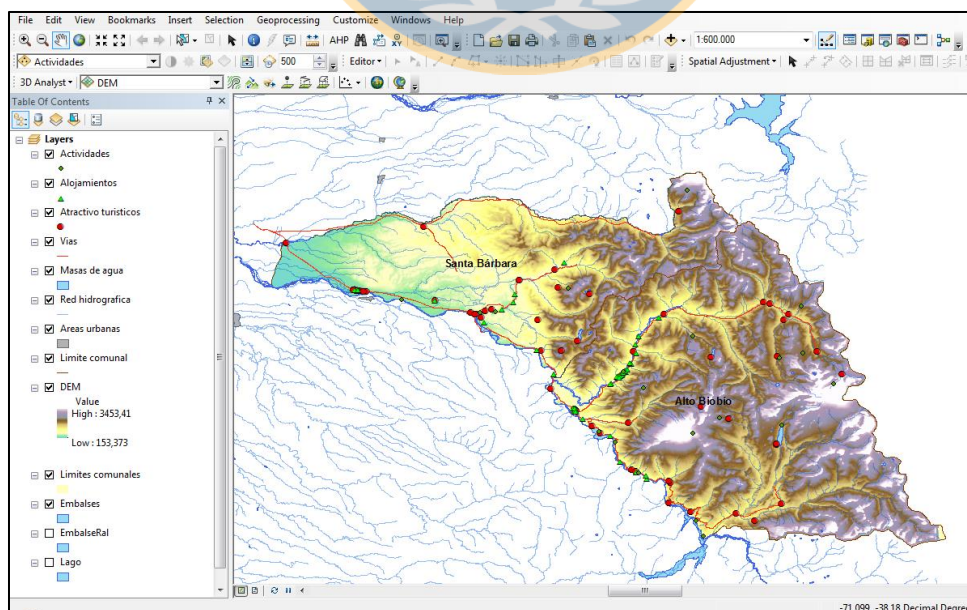 File Edit View Bookmarks Insert Selection Geoprocessing Customize Windows Help
AHP 1:600.000
Actividades 500 Editor Spatial Adjustment
3D Analyst DEM
Table Of Contents
Layers
Actividades
Alojamientos
Atractivo turisticos
Vias
Masas de agua
Red hidrografica
Areas urbanas
Limite comunal
DEM
Value
High : 3453,41
Low : 153,373
Limites comunales
Embalses
EmbalseRal
Lago
Santa Bárbara
Alto Biobio
-71,099 -38,18 Decimal Degree